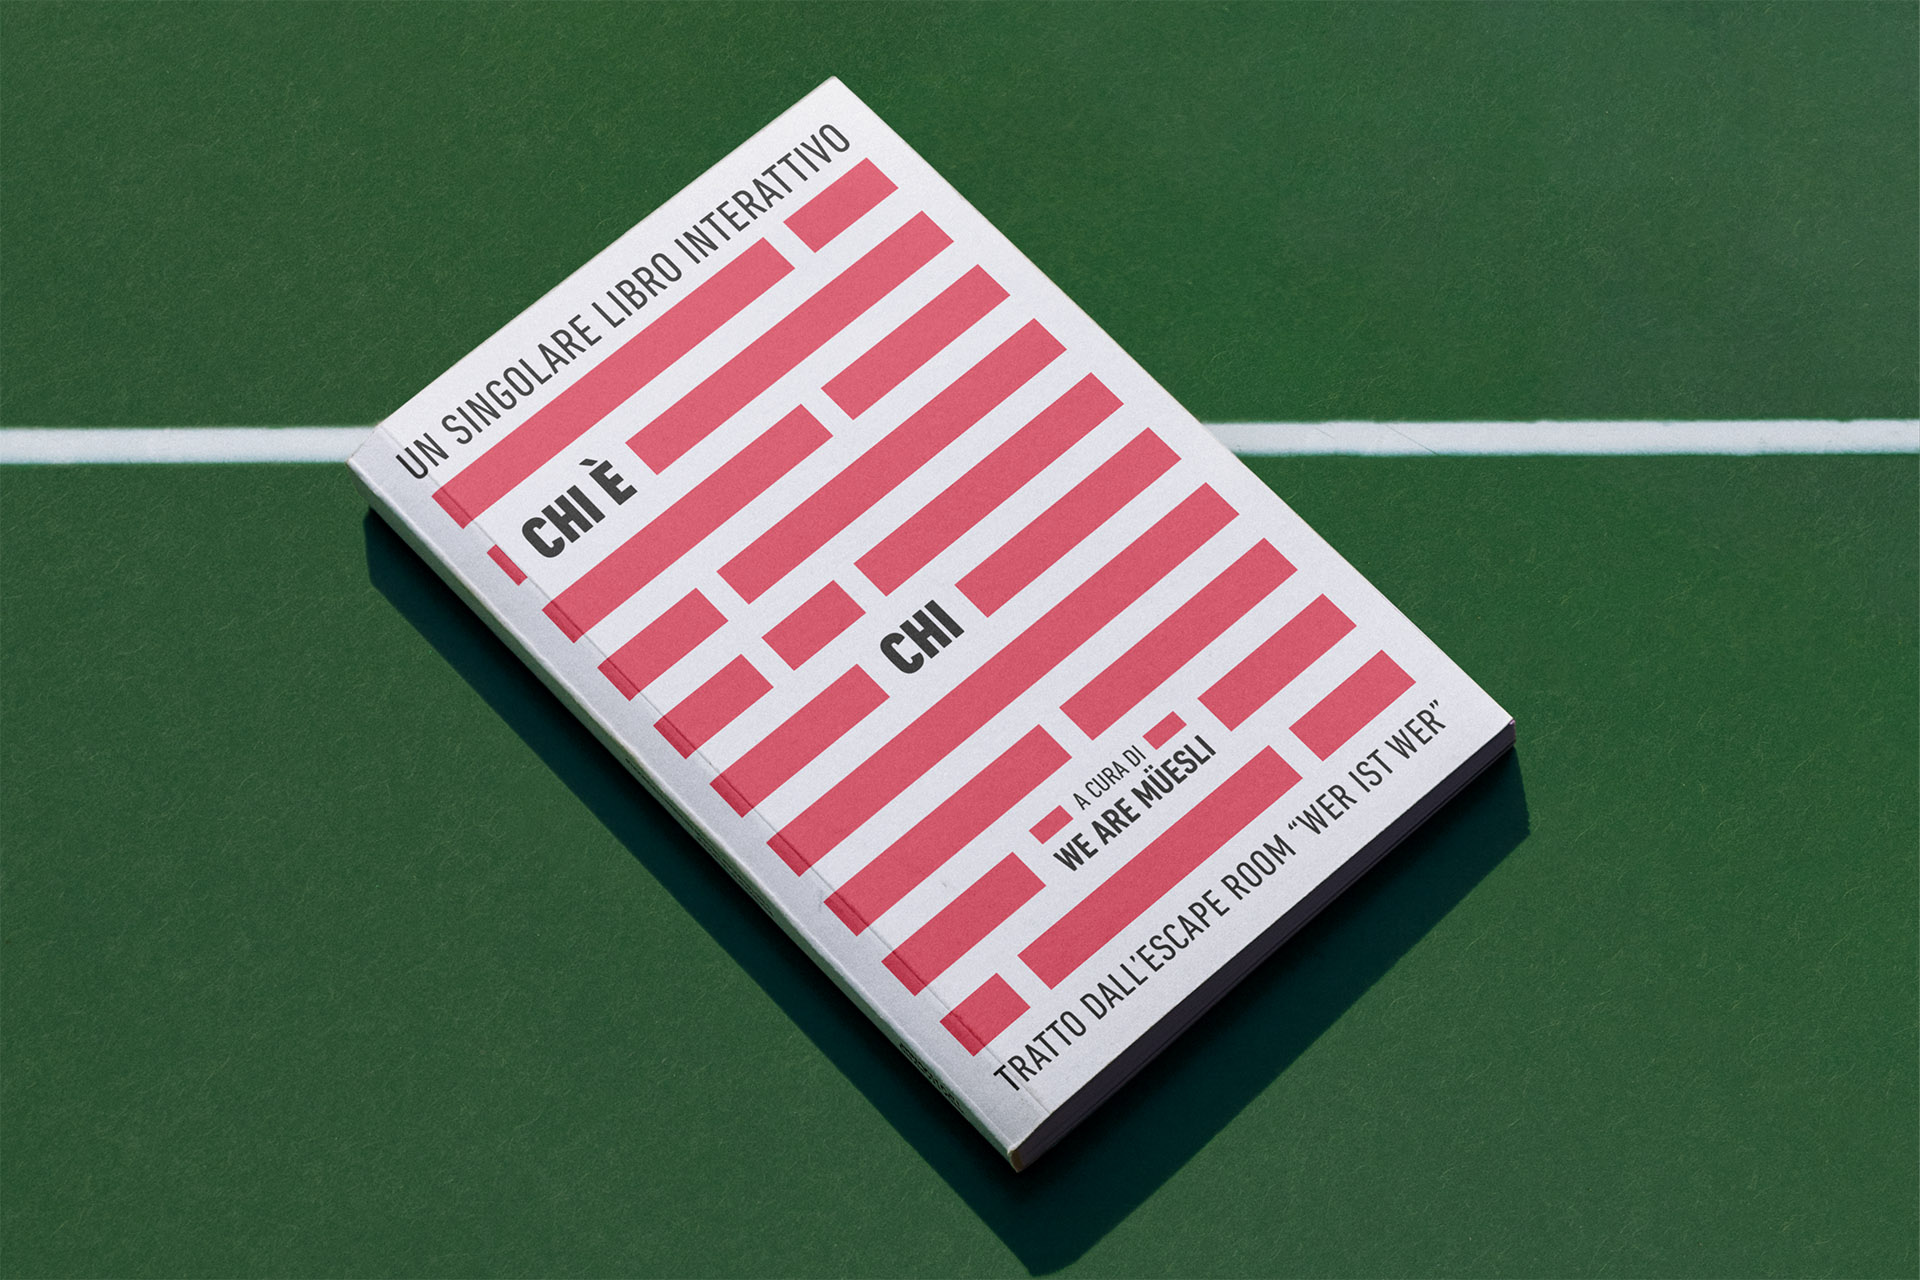 UN SINGOLARE LIBRO INTERATTIVO
CHI È
CHI
A CURA DI
WE ARE MÜESLI
TRATTO DALL'ESCAPE ROOM “WER IST WER”